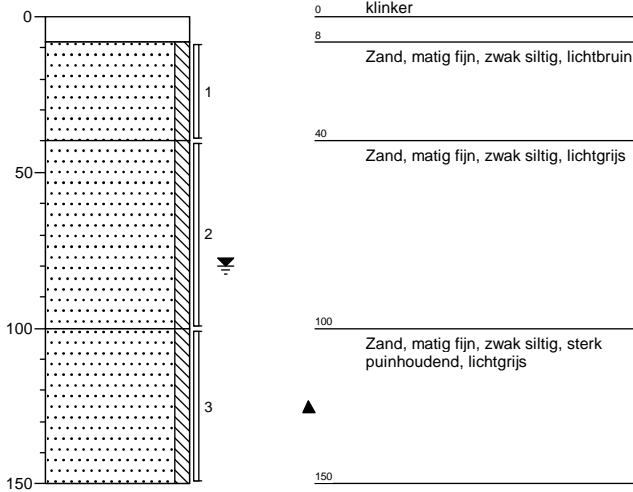 0
50
100
150
1
2
3
0
klinker
8
Zand, matig fijn, zwak siltig, lichtbruin
40
Zand, matig fijn, zwak siltig, lichtgrijs
100
Zand, matig fijn, zwak siltig, sterk
puinhoudend, lichtgrijs
150